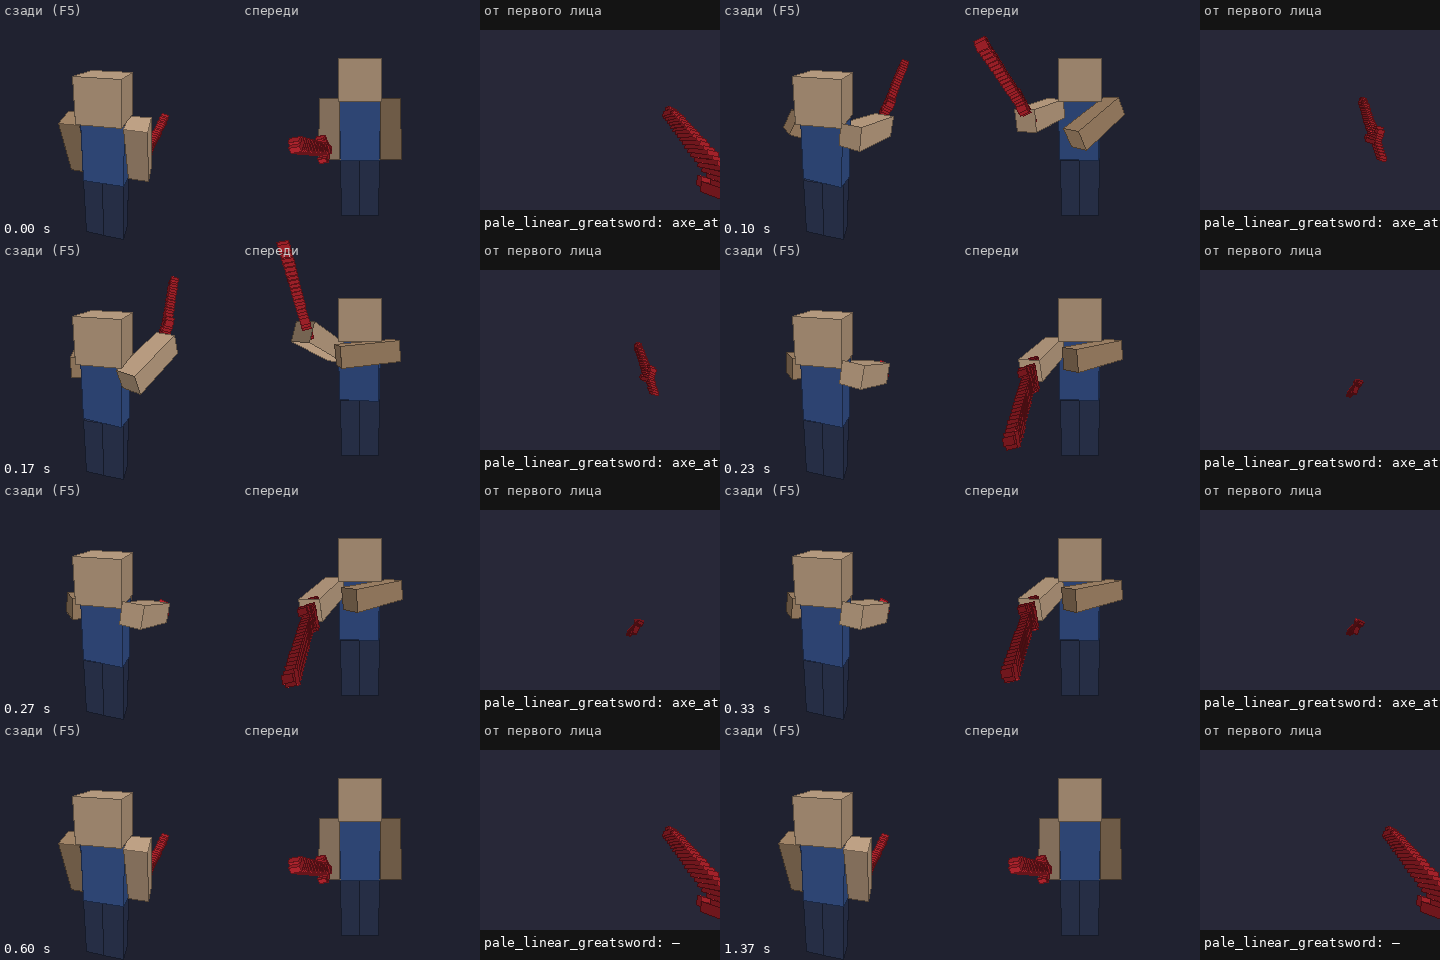 сзади (F5) спереди от первого лица сзади (F5) спереди от первого лица
0.00 s pale_linear_greatsword: axe_at 0.10 s pale_linear_greatsword: axe_at
сзади (F5) спереди от первого лица сзади (F5) спереди от первого лица
0.17 s pale_linear_greatsword: axe_at 0.23 s pale_linear_greatsword: axe_at
сзади (F5) спереди от первого лица сзади (F5) спереди от первого лица
0.27 s pale_linear_greatsword: axe_at 0.33 s pale_linear_greatsword: axe_at
сзади (F5) спереди от первого лица сзади (F5) спереди от первого лица
0.60 s pale_linear_greatsword: — 1.37 s pale_linear_greatsword: —